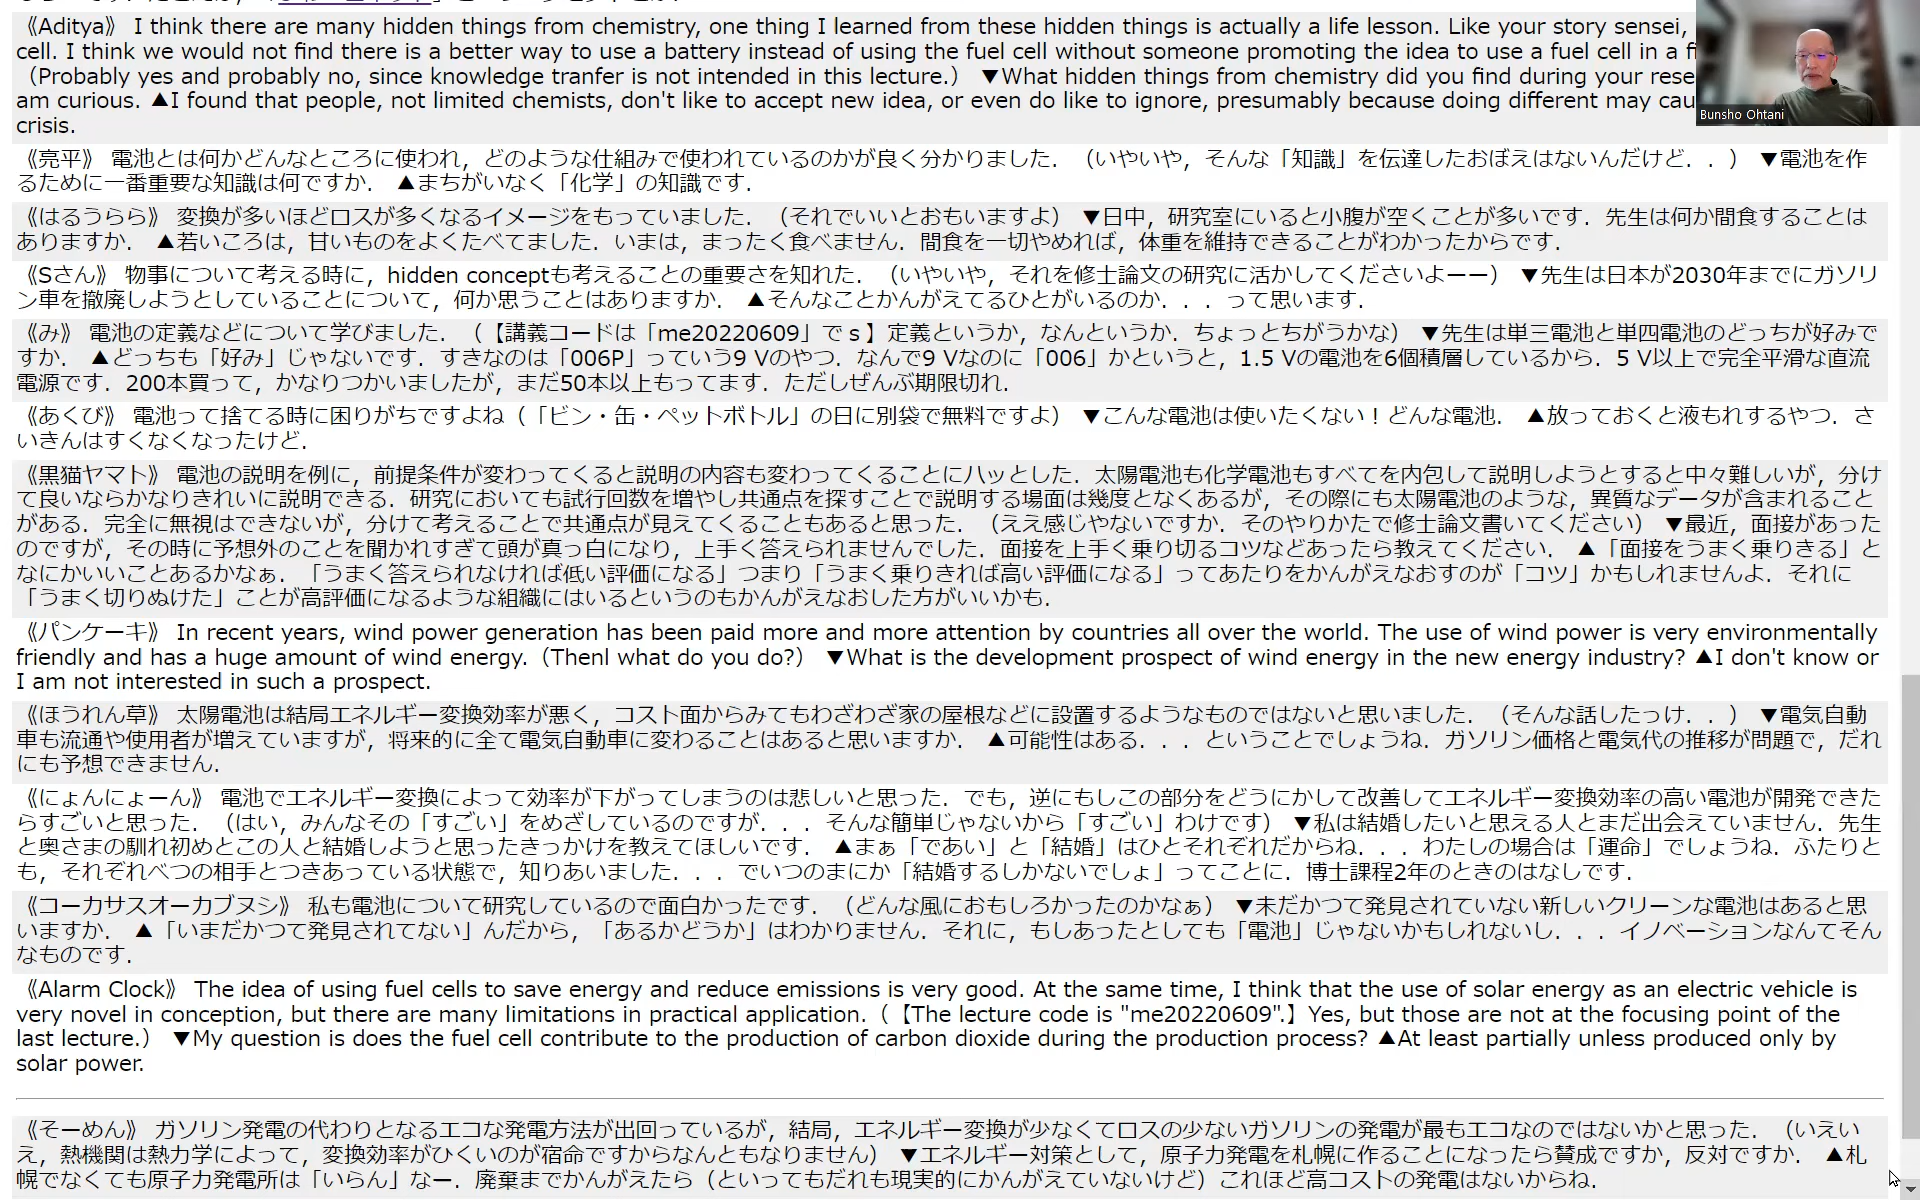 《Aditya》 I think there are many hidden things from chemistry, one thing I learned from these hidden things is actually a life lesson. Like your story sensei,
cell. I think we would not find there is a better way to use a battery instead of using the fuel cell without someone promoting the idea to use a fuel cell in a
（Probably yes and probably no, since knowledge tranfer is not intended in this lecture.） ▼What hidden things from chemistry did you find during your
am curious. ▲I found that people, not limited chemists, don't like to accept new idea, or even do like to ignore, presumably because doing different may
crisis.
Bunsho Ohtani
《亮平》 電池とは何かどんなところに使われ，どのような仕組みで使われているのかが良く分かりました．（いやいや，そんな「知識」を伝達したおぼえはないんだけど．．） ▼電池を作
るために一番重要な知識は何ですか． ▲まちがいなく「化学」の知識です．
《はるうらら》 変換が多いほどロスが多くなるイメージをもっていました．（それでいいとおもいますよ） ▼日中，研究室にいると小腹が空くことが多いです．先生は何か間食することは
ありますか． ▲若いころは，甘いものをよくたべてました．いまは，まったく食べません．間食を一切やめれば，体重を維持できることがわかったからです．
《Sさん》 物事について考える時に，hidden conceptも考えることの重要さを知れた．（いやいや，それを修士論文の研究に活かしてくださいよーー） ▼先生は日本が2030年までにガソリ
ン車を撤廃しようとしていることについて，何か思うことはありますか． ▲そんなことかんがえてるひとがいるのか．．．って思います．
《み》 電池の定義などについて学びました．（【講義コードは「me20220609」でｓ】定義というか，なんというか．ちょっとちがうかな） ▼先生は単三電池と単四電池のどっちが好みで
すか． ▲どっちも「好み」じゃないです．すきなのは「006P」っていう9 Vのやつ．なんで9 Vなのに「006」かというと，1.5 Vの電池を6個積層しているから．5 V以上で完全平滑な直流
電源です．200本買って，かなりつかいましたが，まだ50本以上もってます．ただしぜんぶ期限切れ．
《あくび》 電池って捨てる時に困りがちですよね（「ビン・缶・ペットボトル」の日に別袋で無料ですよ） ▼こんな電池は使いたくない！どんな電池． ▲放っておくと液もれするやつ．さ
いきんはすくなくなったけど．
《黒猫ヤマト》 電池の説明を例に，前提条件が変わってくると説明の内容も変わってくることにハッとした．太陽電池も化学電池もすべてを内包して説明しようとすると中々難しいが，分け
て良いならかなりきれいに説明できる．研究においても試行回数を増やし共通点を探すことで説明する場面は幾度となくあるが，その際にも太陽電池のような，異質なデータが含まれること
がある．完全に無視はできないが，分けて考えることで共通点が見えてくることもあると思った．（ええ感じやないですか．そのやりかたで修士論文書いてください） ▼最近，面接があった
のですが，その時に予想外のことを聞かれすぎて頭が真っ白になり，上手く答えられませんでした．面接を上手く乗り切るコツなどあったら教えてください． ▲「面接をうまく乗りきる」と
なにかいいことあるかなぁ．「うまく答えられなければ低い評価になる」つまり「うまく乗りきれば高い評価になる」ってあたりをかんがえなおすのが「コツ」かもしれませんよ．それに
「うまく切りぬけた」ことが高評価になるような組織にはいるというのもかんがえなおした方がいいかも．
《パンケーキ》 In recent years, wind power generation has been paid more and more attention by countries all over the world. The use of wind power is very environmentally
friendly and has a huge amount of wind energy.（Thenl what do you do?） ▼What is the development prospect of wind energy in the new energy industry? ▲I don't know or
I am not interested in such a prospect.
《ほうれん草》 太陽電池は結局エネルギー変換効率が悪く，コスト面からみてもわざわざ家の屋根などに設置するようなものではないと思いました．（そんな話したっけ．．） ▼電気自動
車も流通や使用者が増えていますが，将来的に全て電気自動車に変わることはあると思いますか． ▲可能性はある．．．ということでしょうね．ガソリン価格と電気代の推移が問題で，だれ
にも予想できません．
《にょんにょーん》 電池でエネルギー変換によって効率が下がってしまうのは悲しいと思った．でも，逆にもしこの部分をどうにかして改善してエネルギー変換効率の高い電池が開発できた
らすごいと思った．（はい，みんなその「すごい」をめざしているのですが．．．そんな簡単じゃないから「すごい」わけです） ▼私は結婚したいと思える人とまだ出会えていません．先生
と奥さまの馴れ初めとこの人と結婚しようと思ったきっかけを教えてほしいです． ▲まぁ「であい」と「結婚」はひとそれぞれだからね．．．わたしの場合は「運命」でしょうね．ふたりと
も，それぞれべつの相手とつきあっている状態で，知りあいました．．．でいつのまにか「結婚するしかないでしょ」ってことに．博士課程2年のときのはなしです．
《コーカサスオーカブヌシ》 私も電池について研究しているので面白かったです．（どんな風におもしろかったのかなぁ） ▼未だかつて発見されていない新しいクリーンな電池はあると思
いますか． ▲「いまだかつて発見されてない」んだから，「あるかどうか」はわかりません．それに，もしあったとしても「電池」じゃないかもしれないし．．．イノベーションなんてそん
なものです．
《Alarm Clock》 The idea of using fuel cells to save energy and reduce emissions is very good. At the same time, I think that the use of solar energy as an electric vehicle is
very novel in conception, but there are many limitations in practical application.（【The lecture code is "me20220609".】Yes, but those are not at the focusing point of the
last lecture.） ▼My question is does the fuel cell contribute to the production of carbon dioxide during the production process? ▲At least partially unless produced only by
solar power.
《そーめん》 ガソリン発電の代わりとなるエコな発電方法が出回っているが，結局，エネルギー変換が少なくてロスの少ないガソリンの発電が最もエコなのではないかと思った．（いえい
え，熱機関は熱力学によって，変換効率がひくいのが宿命ですからなんともなりません） ▼エネルギー対策として，原子力発電を札幌に作ることになったら賛成ですか，反対ですか． ▲札
幌でなくても原子力発電所は「いらん」なー．廃棄までかんがえたら（といってもだれも現実的にかんがえていないけど）これほど高コストの発電はないからね．